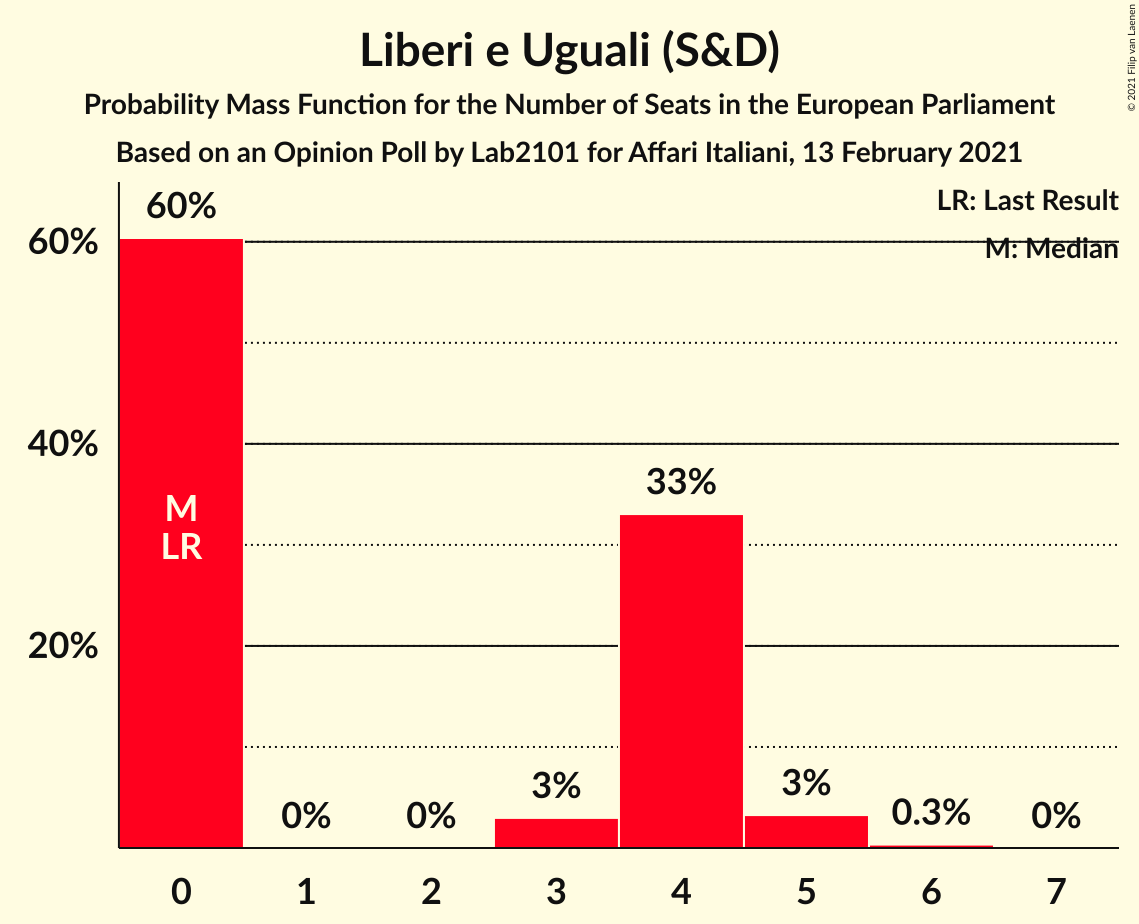 Liberi e Uguali (S&D)
Probability Mass Function for the Number of Seats in the European Parliament
Based on an Opinion Poll by Lab2101 for Affari Italiani, 13 February 2021
© 2021 Filip van Laenen
LR: Last Result
M: Median
60%
40%
20%
60%
M
LR
0%
0%
3%
33%
3%
0.3%
0%
0 1 2 3 4 5 6 7